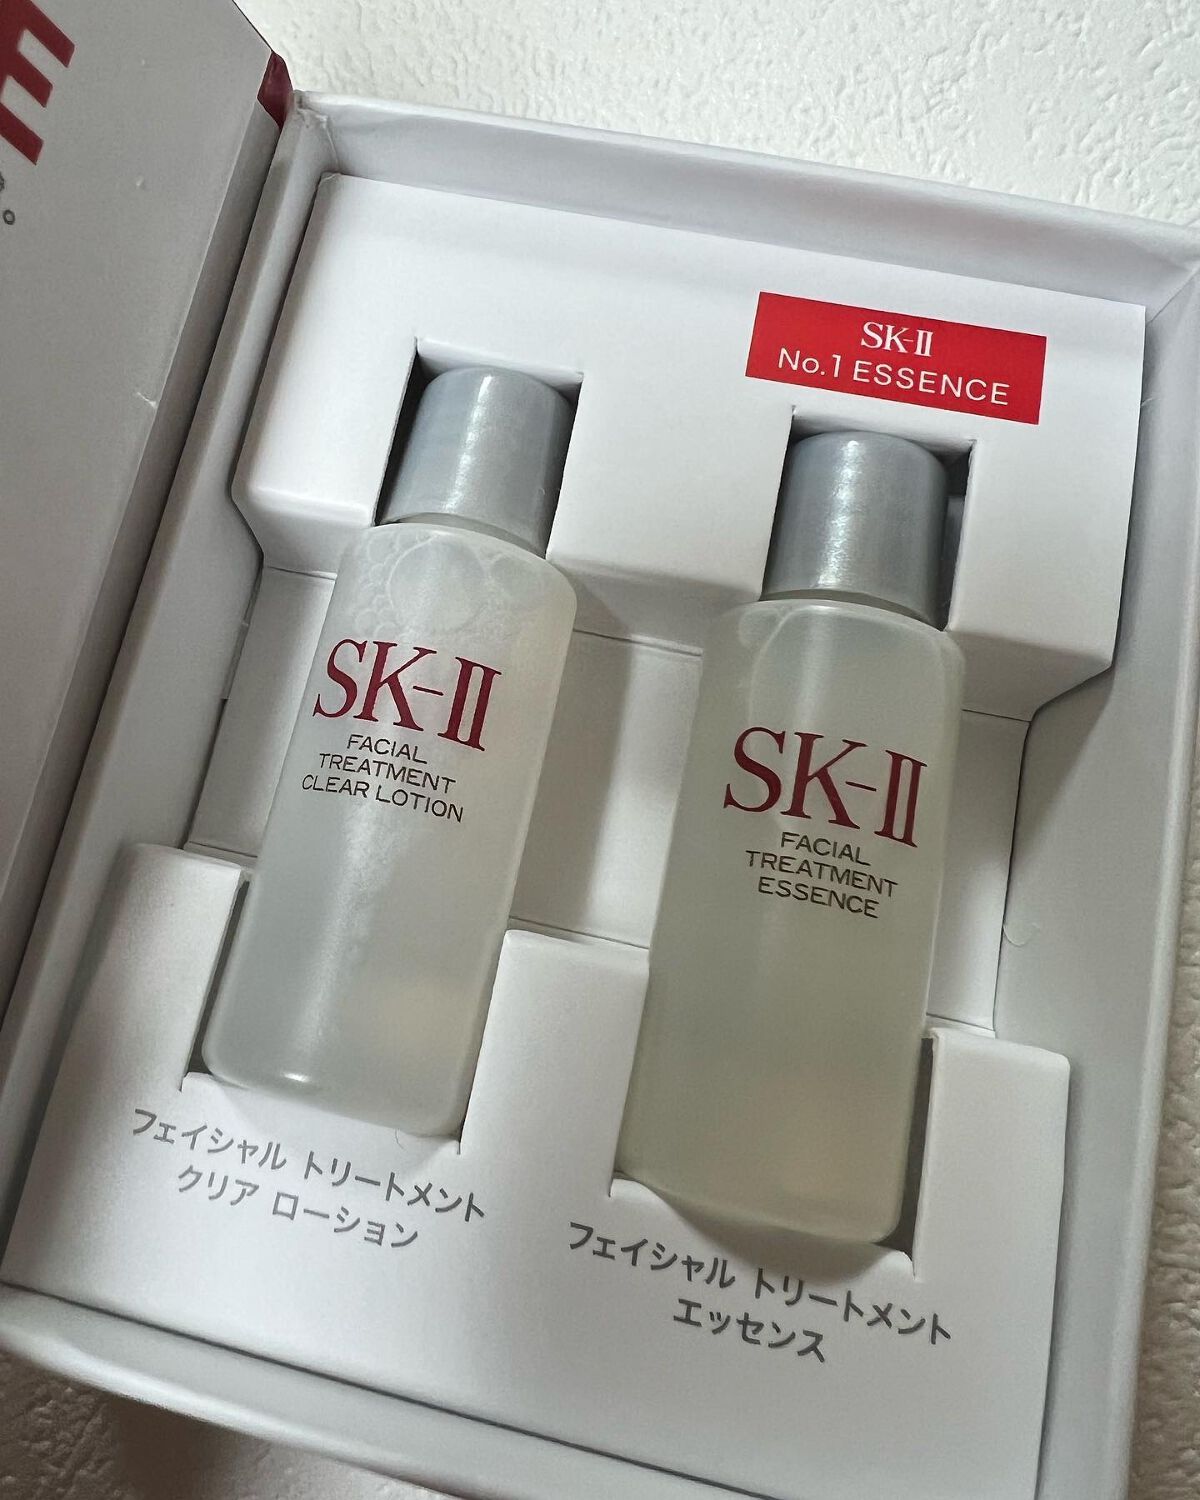 E
SK-II
No.1 ESSENCE
SK-II
FACIAL
TREATMENT
CLEAR LOTION
SK-II
FACIAL
TREATMENT
ESSENCE
フェイシャル トリートメント
クリア ローション
フェイシャル トリートメント
エッセンス